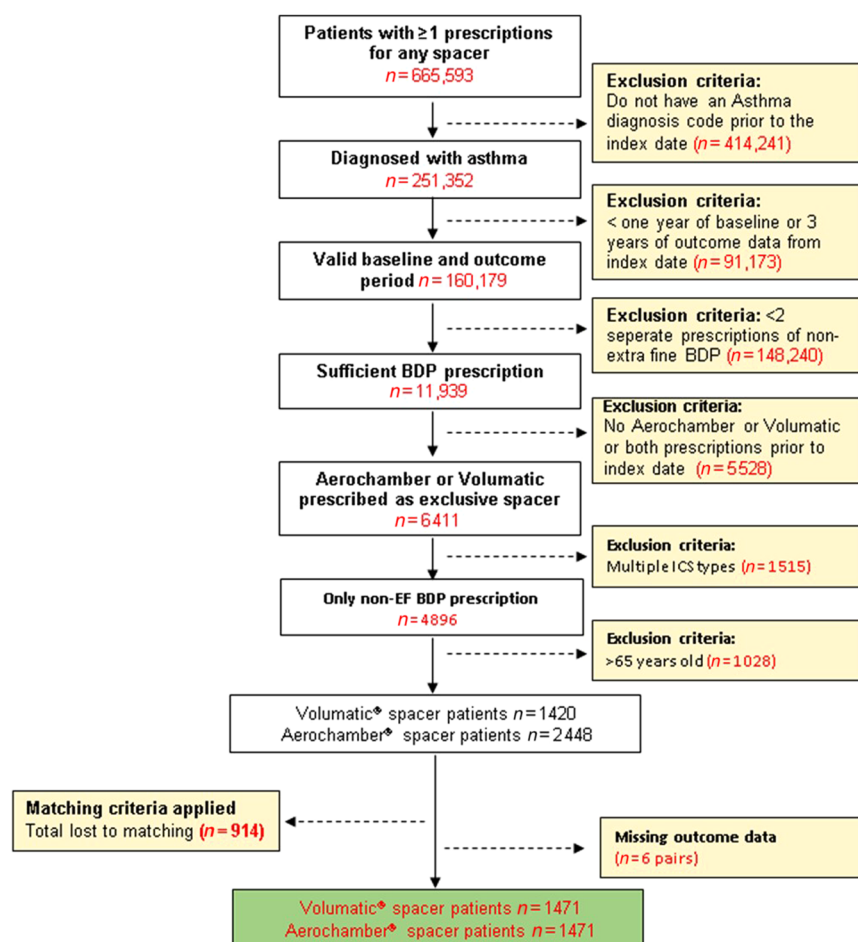 Patients with ≥1 prescriptions
for any spacer
n=665,593
Exclusion criteria:
Do not have an Asthma
diagnosis code prior to the
index date (n=414,241)
Diagnosed with asthma
n=251,352
Exclusion criteria:
< one year of baseline or 3
years of outcome data from
index date (n=91,173)
Valid baseline and outcome
period n=160,179
Exclusion criteria: <2
seperate prescriptions of non-
extra fine BDP (n=148,240)
Sufficient BDP prescription
n=11,939
Exclusion criteria:
No Aerochamber or Volumatic
or both prescriptions prior to
index date (n=5528)
Aerochamber or Volumatic
prescribed as exclusive spacer
n=6411
Exclusion criteria:
Multiple ICS types (n=1515)
Only non-EF BDP prescription
n=4896
Exclusion criteria:
>65 years old (n=1028)
Volumatic® spacer patients n=1420
Aerochamber® spacer patients n=2448
Matching criteria applied
Total lost to matching (n=914)
Missing outcome data
(n=6 pairs)
Volumatic® spacer patients n=1471
Aerochamber® spacer patients n=1471